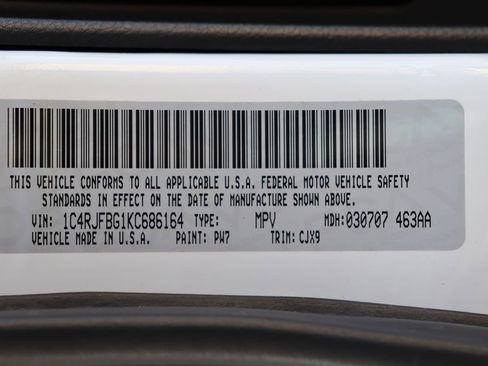 THIS VEHICLE CONFORMS TO ALL APPLICABLE U.S.A. FEDERAL MOTOR VEHICLE SAFETY
STANDARDS IN EFFECT ON THE DATE OF MANUFACTURE SHOWN ABOVE.
VIN: 1C4RJFBG1KC686164 TYPE: MPV MDH: 030707 463AA
VEHICLE MADE IN U.S.A. PAINT: PW7 TRIM: CJX9